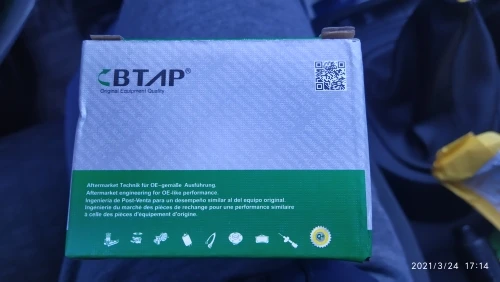 BTAP®
Original Equipment Quality
Aftermarket Technik für OE-gemäße Ausführung.
Aftermarket engineering for OE-like performance.
Ingeniería de Post-Venta para un desempeño similar al del equipo original.
Ingénierie du marché des pièces de rechange pour une performance similaire
à celle des pièces d'équipement d'origine.
2021/3/24 17:14